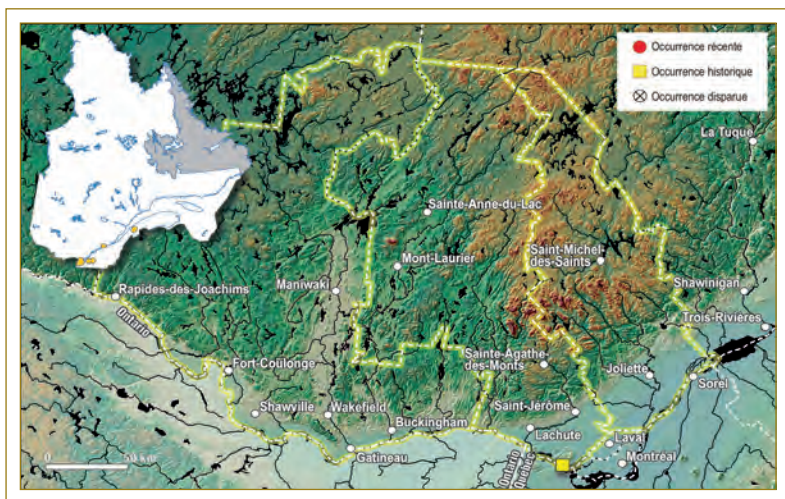 Occurrence récente
Occurrence historique
Occurrence disparue
La Tuque
Sainte-Anne-du-Lac
Saint-Michel-
des-Saints
Mont-Laurier
Maniwaki
Rapides-des-Joachims
Shawinigan
Trois-Rivières
Ontario
Fort-Coulonge
Sainte-Agathe-
des-Monts
Joliette
Sorel
Shawville
Wakefield
Saint-Jérôme
Buckingham
Lachute
Laval
Gatineau
Montréal
Ontario
Québec
0 50 km